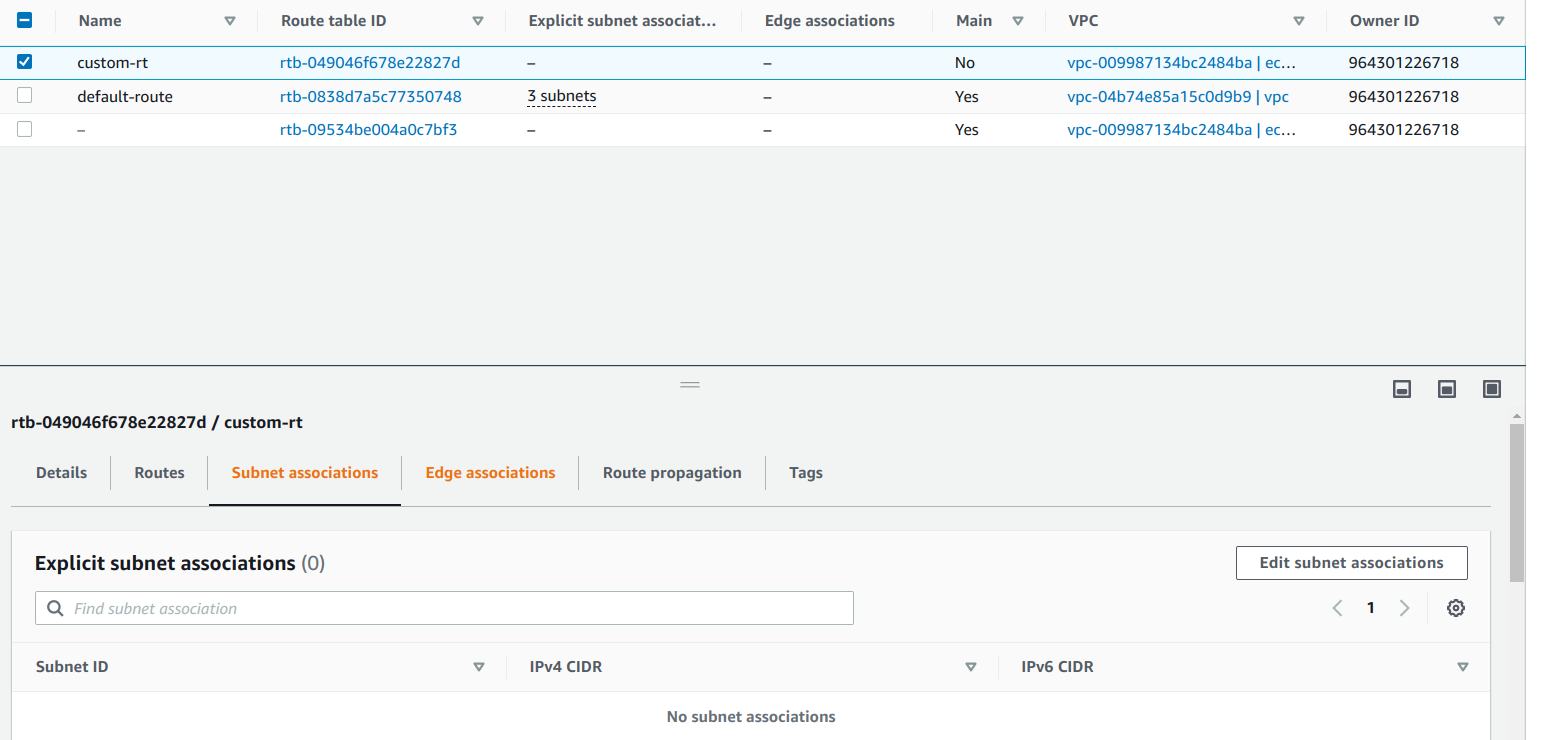 Name Route table ID Explicit subnet associat... Edge associations Main VPC Owner ID
custom-rt rtb-049046f678e22827d – – No vpc-009987134bc2484ba | ec... 964301226718
default-route rtb-0838d7a5c77350748 3 subnets – Yes vpc-04b74e85a15c0d9b9 | vpc 964301226718
– rtb-09534be004a0c7bf3 – – Yes vpc-009987134bc2484ba | ec... 964301226718
rtb-049046f678e22827d / custom-rt
Details Routes Subnet associations Edge associations Route propagation Tags
Explicit subnet associations (0) Edit subnet associations
Find subnet association 1
Subnet ID IPv4 CIDR IPv6 CIDR
No subnet associations